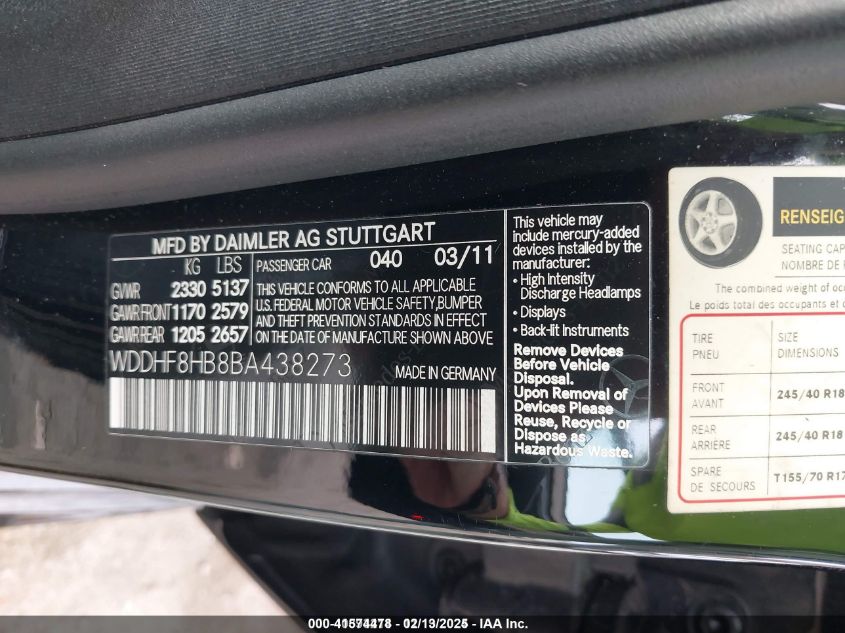 MFD BY DAIMLER AG STUTTGART
KG LBS
GVWR 2330 5137
GAWR FRONT 1170 2579
GAWR REAR 1205 2657
PASSENGER CAR 040 03/11
THIS VEHICLE CONFORMS TO ALL APPLICABLE
U.S. FEDERAL MOTOR VEHICLE SAFETY,BUMPER
AND THEFT PREVENTION STANDARDS IN EFFECT
ON THE DATE OF MANUFACTURE SHOWN ABOVE
WDDHF8HB8BA438273
MADE IN GERMANY
This vehicle may
include mercury-added
devices installed by the
manufacturer:
• High Intensity
Discharge Headlamps
• Displays
• Back-lit Instruments
Remove Devices
Before Vehicle
Disposal.
Upon Removal of
Devices Please
Reuse, Recycle or
Dispose as
Hazardous Waste.
RENSEIG
SEATING CAP
NOMBRE DE
The combined weight of oc
Le poids total des occupants et
TIRE
PNEU
SIZE
DIMENSIONS
FRONT
AVANT
245/40 R18
REAR
ARRIÈRE
245/40 R18
SPARE
DE SECOURS
T155/70 R17
02/13/2025 - IAA Inc.